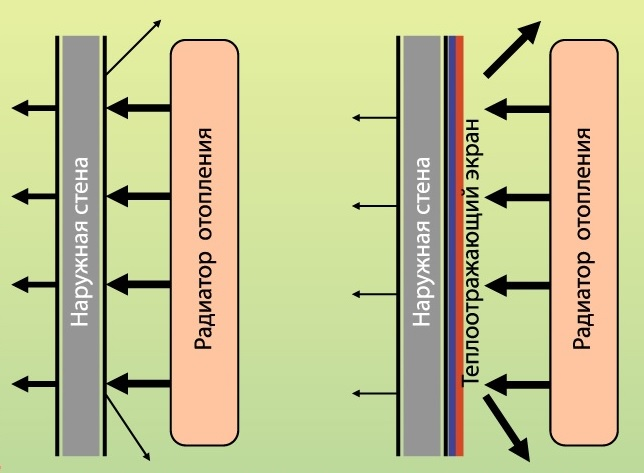 Наружная стена
Радиатор отопления
Наружная стена
Теплоотражающий экран
Радиатор отопления